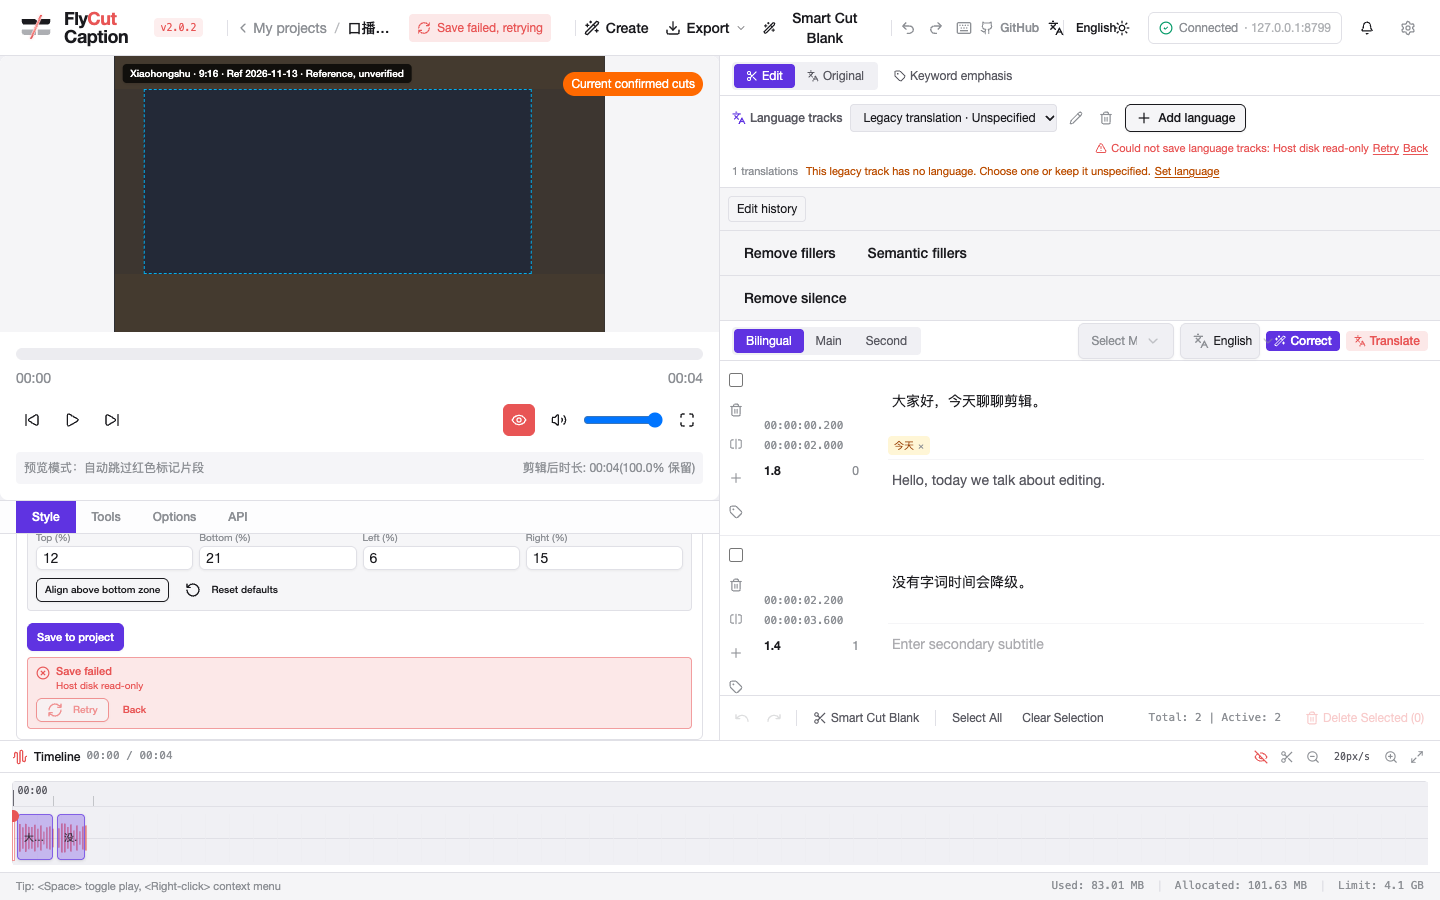 FlyCut
Caption
v2.0.2
My projects / 口播...
Save failed, retrying
Create
Export
Smart Cut
Blank
GitHub
English
Connected · 127.0.0.1:8799
Xiaohongshu · 9:16 · Ref 2026-11-13 · Reference, unverified
Current confirmed cuts
00:00
00:04
预览模式：自动跳过红色标记片段
剪辑后时长: 00:04(100.0% 保留)
Style
Tools
Options
API
Top (%)
Bottom (%)
Left (%)
Right (%)
12
21
6
15
Align above bottom zone
Reset defaults
Save to project
Save failed
Host disk read-only
Retry
Back
Edit
Original
Keyword emphasis
Language tracks
Legacy translation · Unspecified
Add language
Could not save language tracks: Host disk read-only Retry Back
1 translations This legacy track has no language. Choose one or keep it unspecified. Set language
Edit history
Remove fillers
Semantic fillers
Remove silence
Bilingual
Main
Second
Select M
English
Correct
Translate
大家好，今天聊聊剪辑。
00:00:00.200
00:00:02.000
今天 ×
1.8
0
Hello, today we talk about editing.
没有字词时间会降级。
00:00:02.200
00:00:03.600
1.4
1
Enter secondary subtitle
Smart Cut Blank
Select All
Clear Selection
Total: 2 | Active: 2
Delete Selected (0)
Timeline 00:00 / 00:04
20px/s
00:00
大...
没.
Tip: <Space> toggle play, <Right-click> context menu
Used: 83.01 MB
Allocated: 101.63 MB
Limit: 4.1 GB